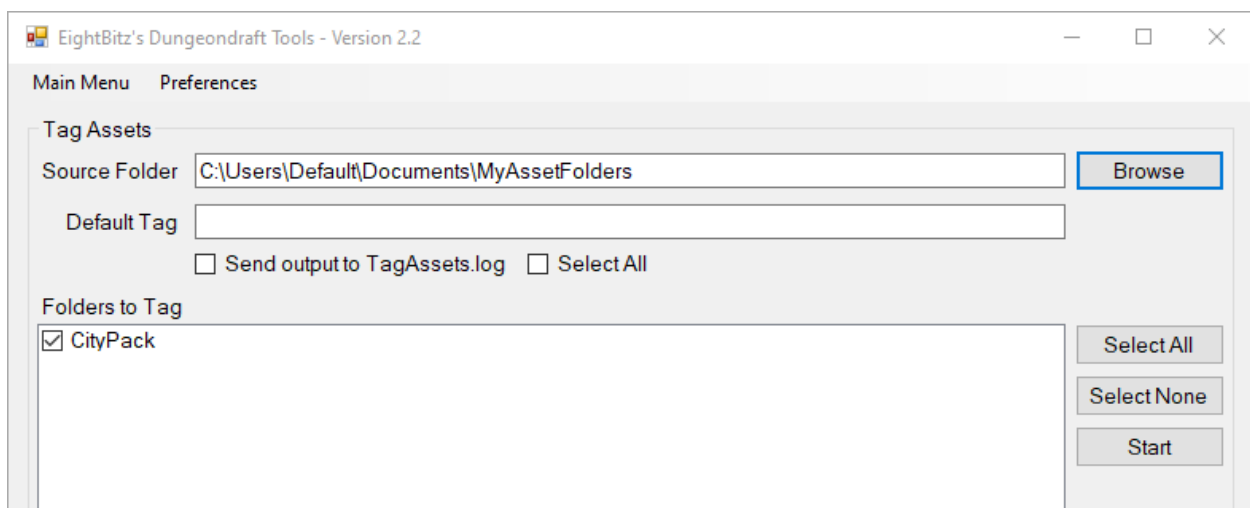 EightBitz's Dungeondraft Tools - Version 2.2
Main Menu Preferences
Tag Assets
Source Folder C:\Users\Default\Documents\MyAssetFolders Browse
Default Tag
Send output to TagAssets.log Select All
Folders to Tag
CityPack
Select All
Select None
Start